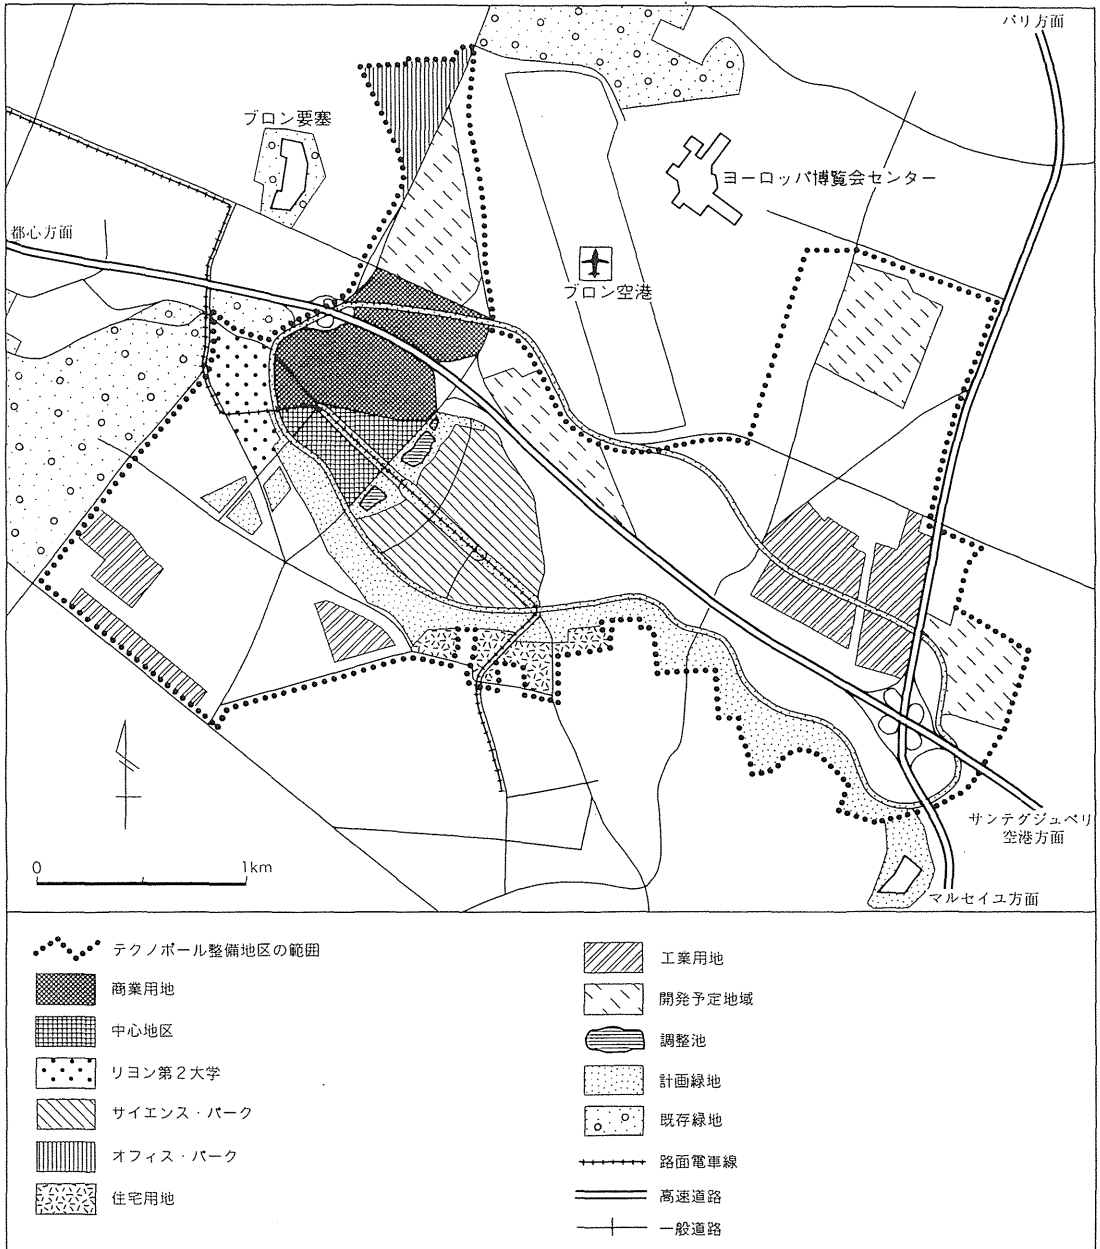 パリ方面
ブロン要塞
ヨーロッパ博覧会センター
都心方面
ブロン空港
サンテグジュペリ
空港方面
マルセイユ方面
0 1km
テクノポール整備地区の範囲
商業用地
中心地区
リヨン第2大学
サイエンス・パーク
オフィス・パーク
住宅用地
工業用地
開発予定地域
調整池
計画緑地
既存緑地
路面電車線
高速道路
一般道路